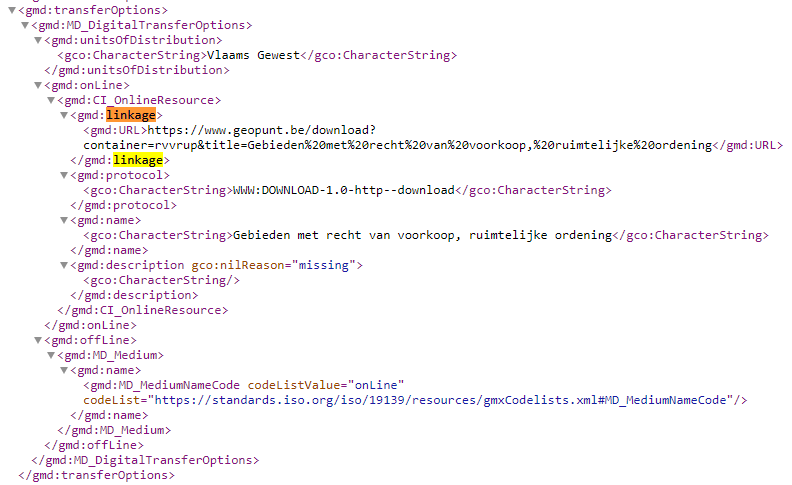 <gmd:transferOptions>
<gmd:MD_DigitalTransferOptions>
<gmd:unitsOfDistribution>
<gco:CharacterString>Vlaams Gewest</gco:CharacterString>
</gmd:unitsOfDistribution>
<gmd:onLine>
<gmd:CI_OnlineResource>
<gmd:linkage>
<gmd:URL>https://www.geopunt.be/download?
container=rvvrup&title=Gebieden%20met%20recht%20van%20voorkoop,%20ruimtelijke%20ordening</gmd:URL>
</gmd:linkage>
<gmd:protocol>
<gco:CharacterString>WWW:DOWNLOAD-1.0-http--download</gco:CharacterString>
</gmd:protocol>
<gmd:name>
<gco:CharacterString>Gebieden met recht van voorkoop, ruimtelijke ordening</gco:CharacterString>
</gmd:name>
<gmd:description gco:nilReason="missing">
<gco:CharacterString/>
</gmd:description>
</gmd:CI_OnlineResource>
</gmd:onLine>
<gmd:offLine>
<gmd:MD_Medium>
<gmd:name>
<gmd:MD_MediumNameCode codeListValue="onLine"
codeList="https://standards.iso.org/iso/19139/resources/gmxCodelists.xml#MD_MediumNameCode"/>
</gmd:name>
</gmd:MD_Medium>
</gmd:offLine>
</gmd:MD_DigitalTransferOptions>
</gmd:transferOptions>